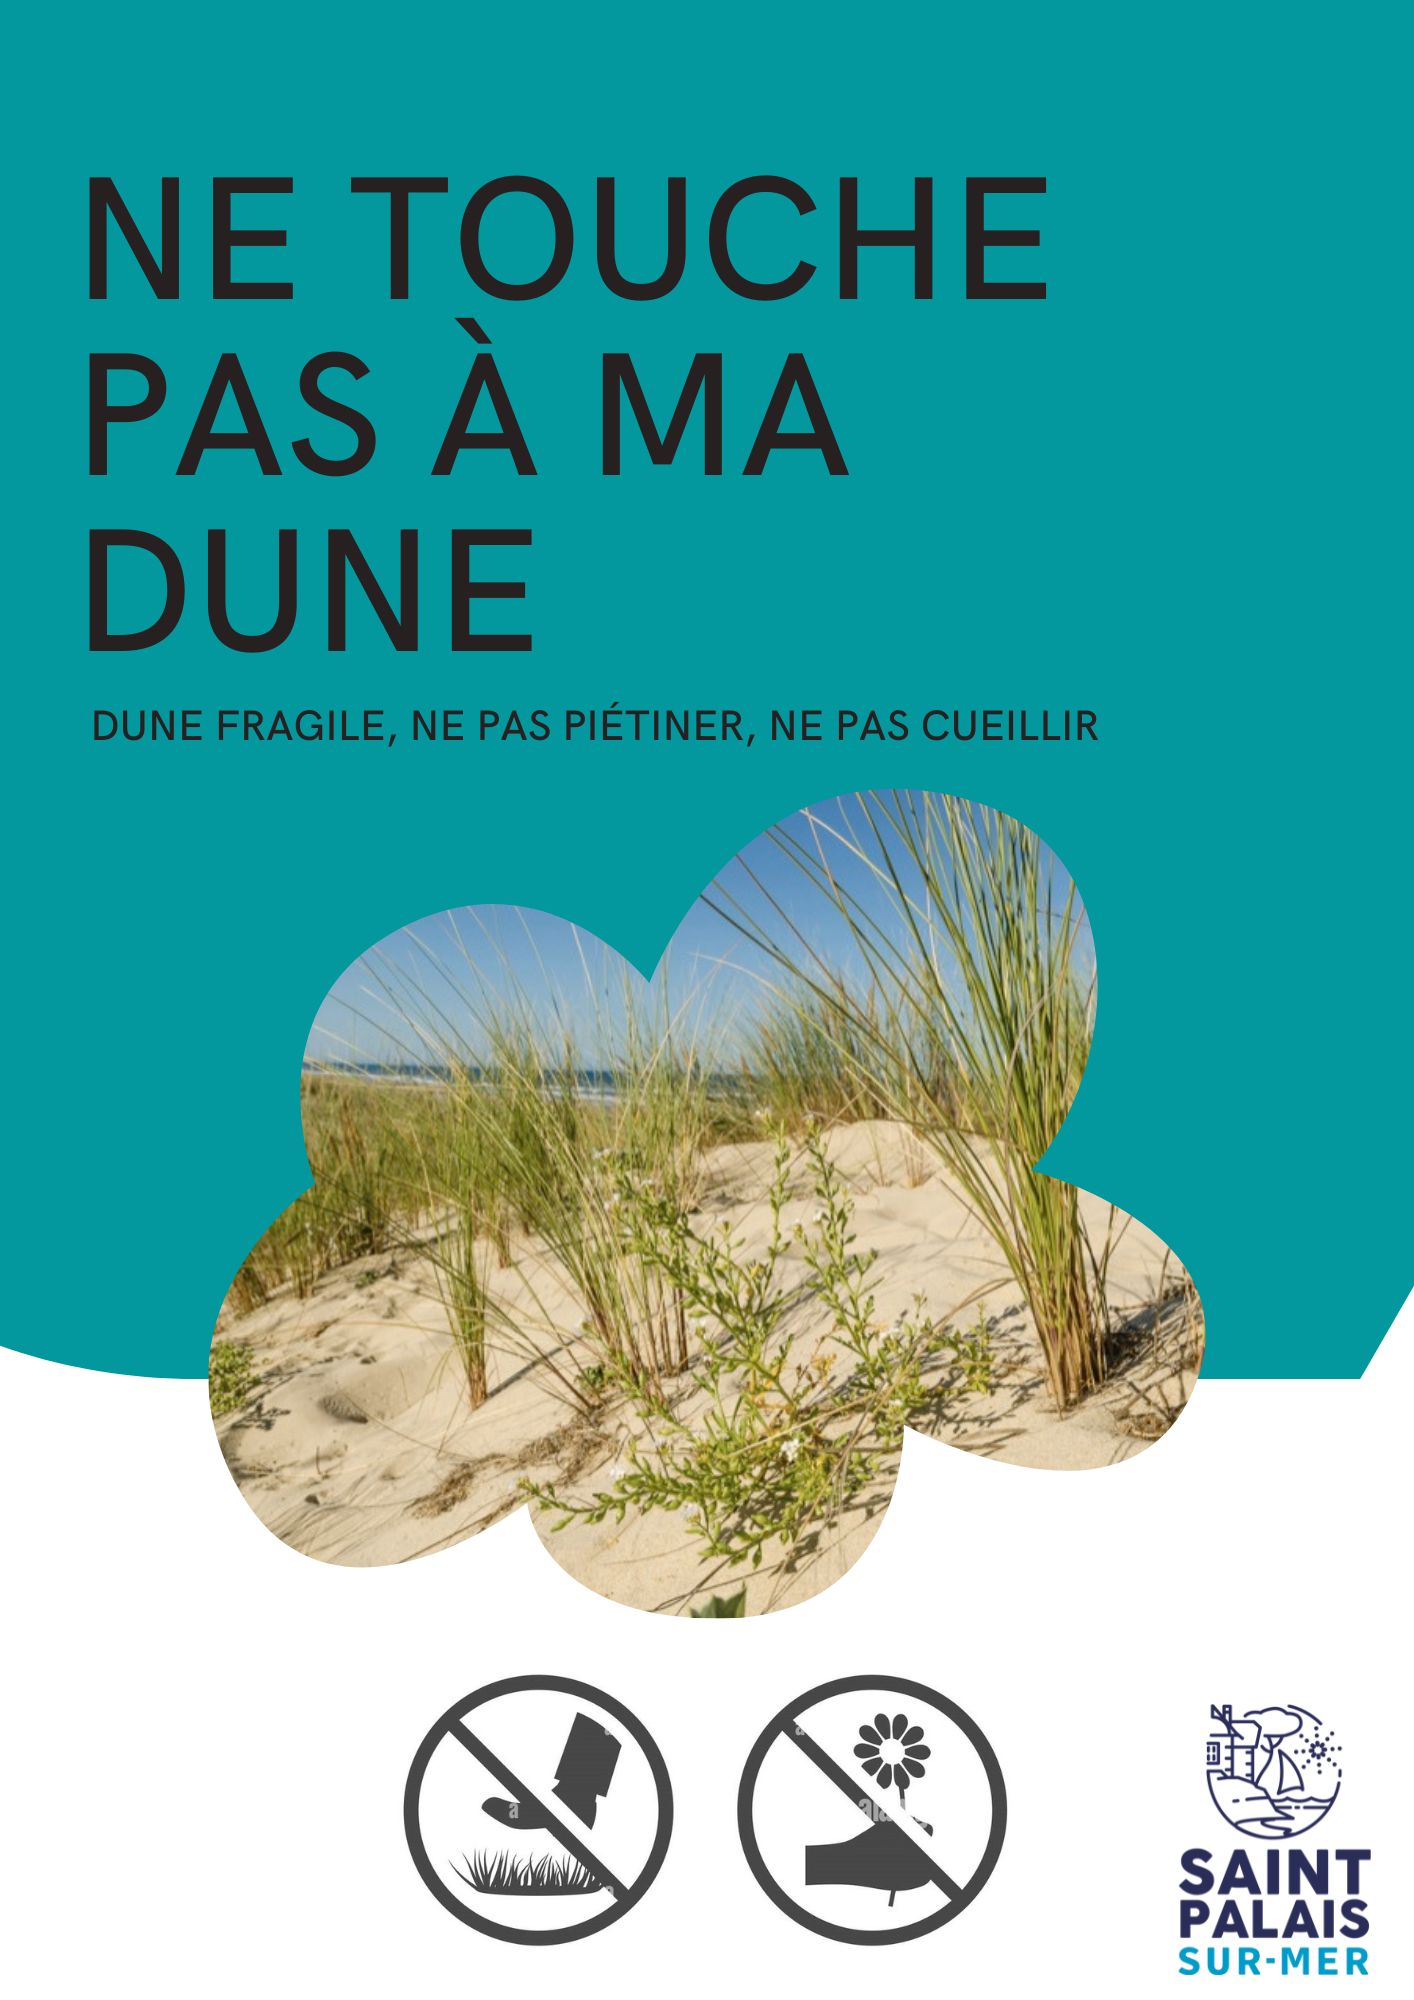 NE TOUCHE
PAS À MA
DUNE
DUNE FRAGILE, NE PAS PIÉTINER, NE PAS CUEILLIR
SAINT
PALAIS
SUR-MER